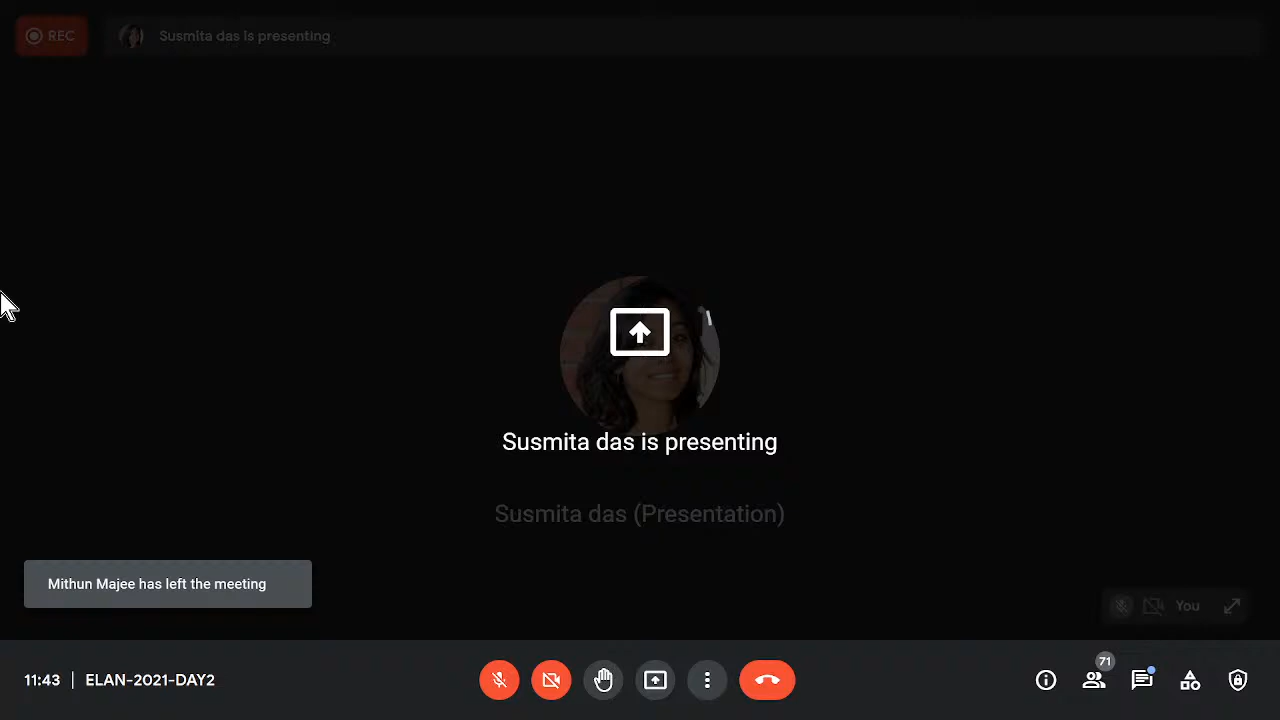 REC
Susmita das is presenting
Susmita das is presenting
Susmita das (Presentation)
Mithun Majee has left the meeting
You
11:43 | ELAN-2021-DAY2
71